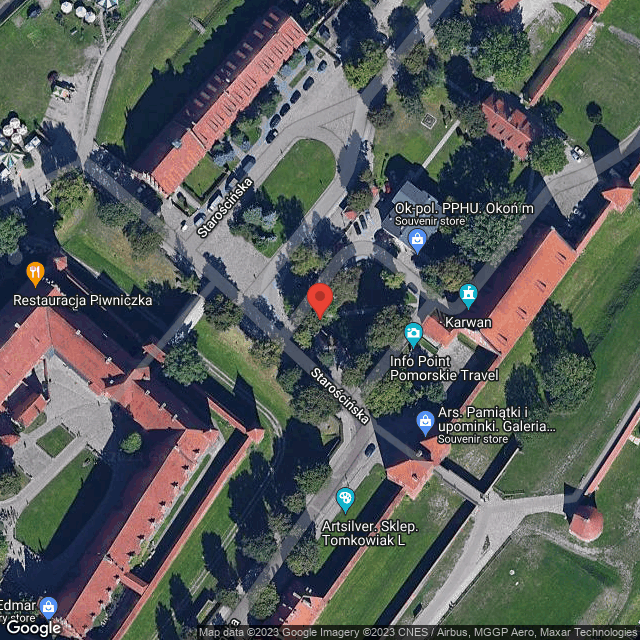 Starościńska
Ok-pol. PPHU. Okoń m
Souvenir store
Restauracja Piwniczka
Karwan
Info Point
Pomorskie Travel
Starościńska
Ars. Pamiątki i
upominki. Galeria...
Souvenir store
Artsilver. Sklep.
Tomkowiak L
Edmar
ry store
a
Google
Map data ©2023 Google Imagery ©2023 CNES / Airbus, MGGP Aero, Maxar Technologies